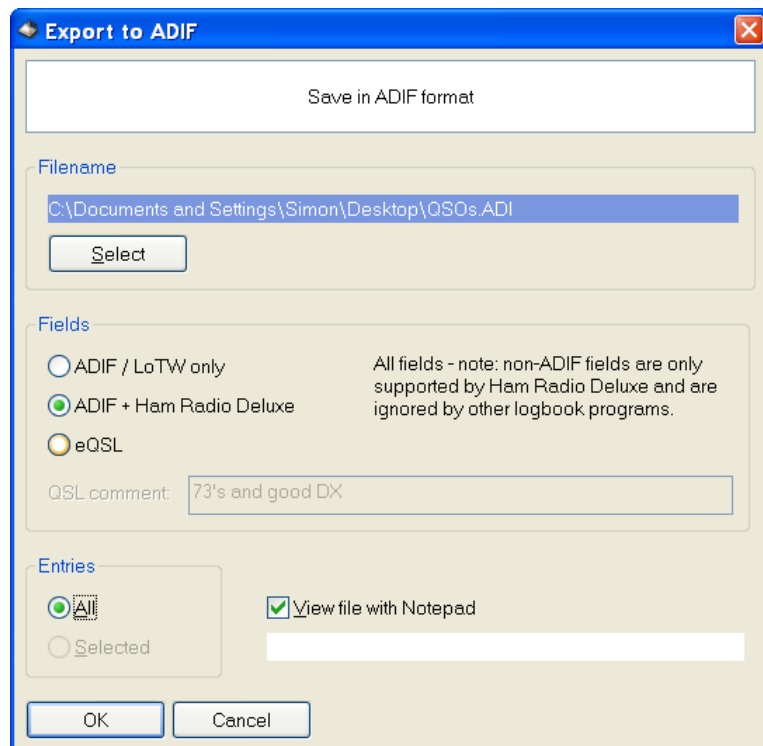 Export to ADIF
Save in ADIF format
Filename
C:\Documents and Settings\Simon\Desktop\QSOs.ADI
Select
Fields
ADIF / LoTW only
ADIF + Ham Radio Deluxe
eQSL
All fields - note: non-ADIF fields are only
supported by Ham Radio Deluxe and are
ignored by other logbook programs.
QSL comment:
73's and good DX
Entries
All
Selected
View file with Notepad
OK
Cancel